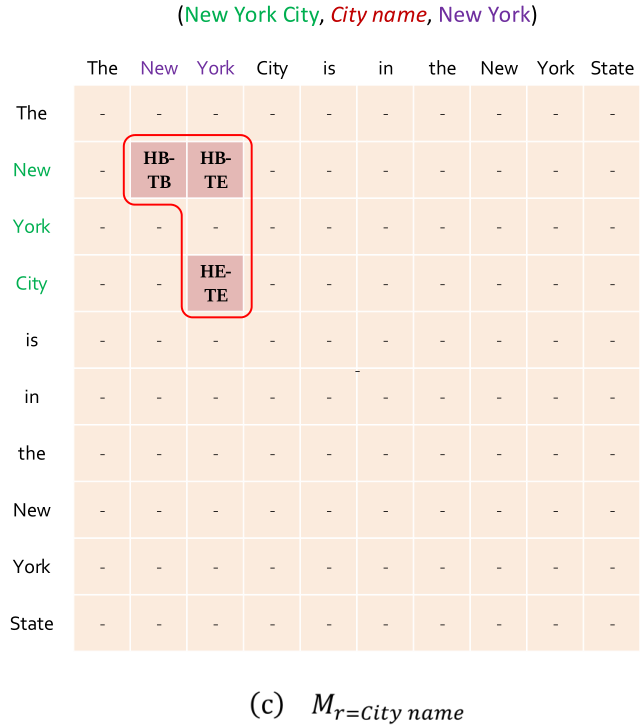 (New York City, City name, New York)
The New York City is in the New York State
The - - - - - - - - - -
New - HB-TB HB-TE - - - - - - -
York - - - - - - - - - -
City - - HE-TE - - - - - - -
is - - - - - - - - - -
-
in - - - - - - - - - -
the - - - - - - - - - -
New - - - - - - - - - -
York - - - - - - - - - -
State - - - - - - - - - -
(c) M_{r=City name}